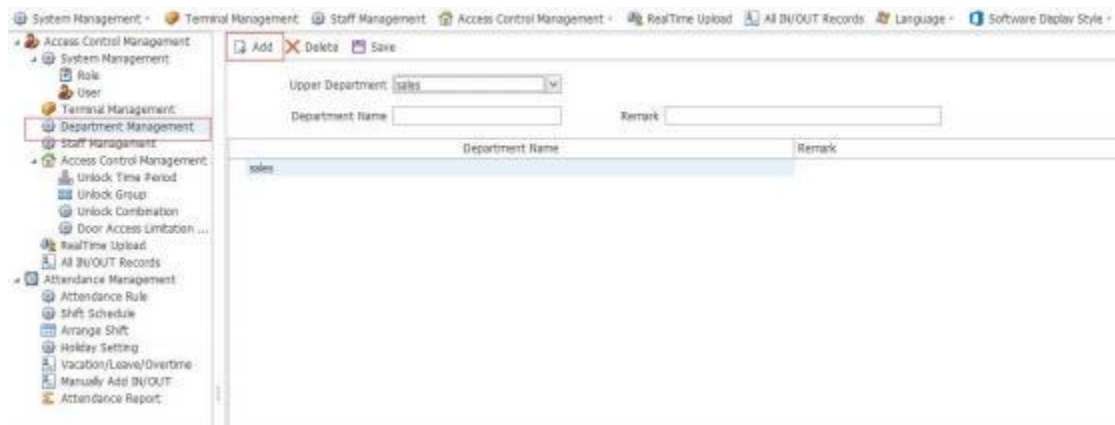 System Management Terminal Management Staff Management Access Control Management RealTime Upload All IN/OUT Records Language Software Display Style
Access Control Management
System Management
Role
User
Terminal Management
Department Management
Staff Management
Access Control Management
Unlock Time Period
Unlock Group
Unlock Combination
Door Access Limitation ...
RealTime Upload
All IN/OUT Records
Attendance Management
Attendance Rule
Shift Schedule
Arrange Shift
Holiday Setting
Vacation/Leave/Overtime
Manually Add IN/OUT
Attendance Report
Add Delete Save
Upper Department sales
Department Name Remark
Department Name Remark
sales